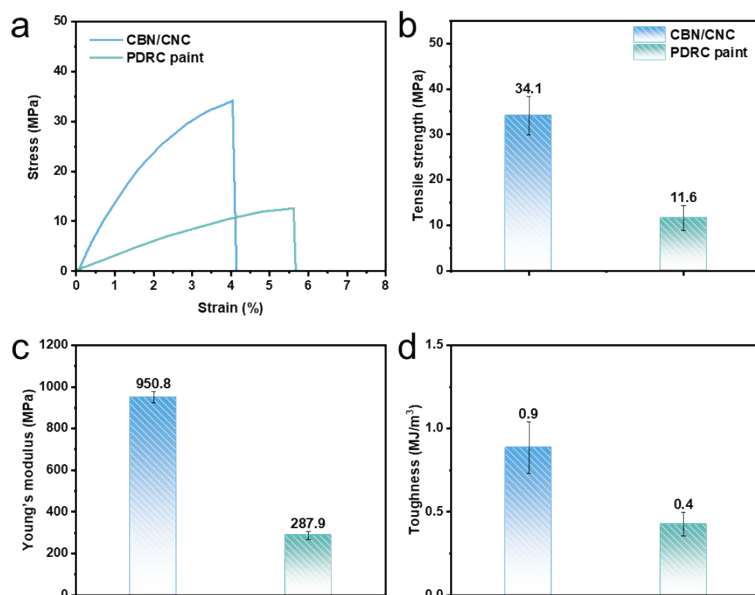 a
CBN/CNC
PDRC paint
50
40
30
20
10
0
Stress (MPa)
0 1 2 3 4 5 6 7 8
Strain (%)
b
CBN/CNC
PDRC paint
50
40
30
20
10
0
Tensile strength (MPa)
34.1
11.6
c
1200
1000
800
600
400
200
0
Young's modulus (MPa)
950.8
287.9
d
1.5
1.0
0.5
0.0
Toughness (MJ/m³)
0.9
0.4